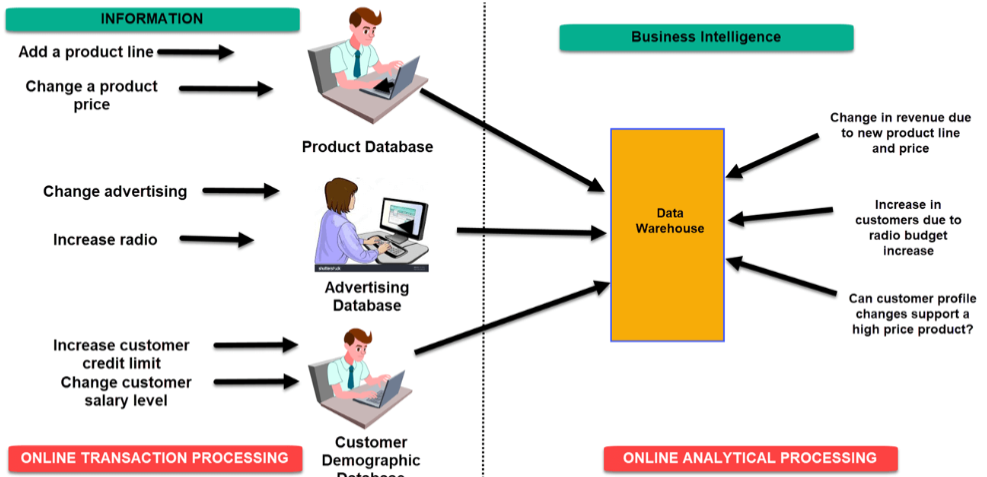 INFORMATION
Add a product line
Change a product
price
Product Database
Change advertising
Increase radio
Advertising
Database
Increase customer
credit limit
Change customer
salary level
Customer
Demographic
ONLINE TRANSACTION PROCESSING
Business Intelligence
Data
Warehouse
Change in revenue due
to new product line
and price
Increase in
customers due to
radio budget
increase
Can customer profile
changes support a
high price product?
ONLINE ANALYTICAL PROCESSING